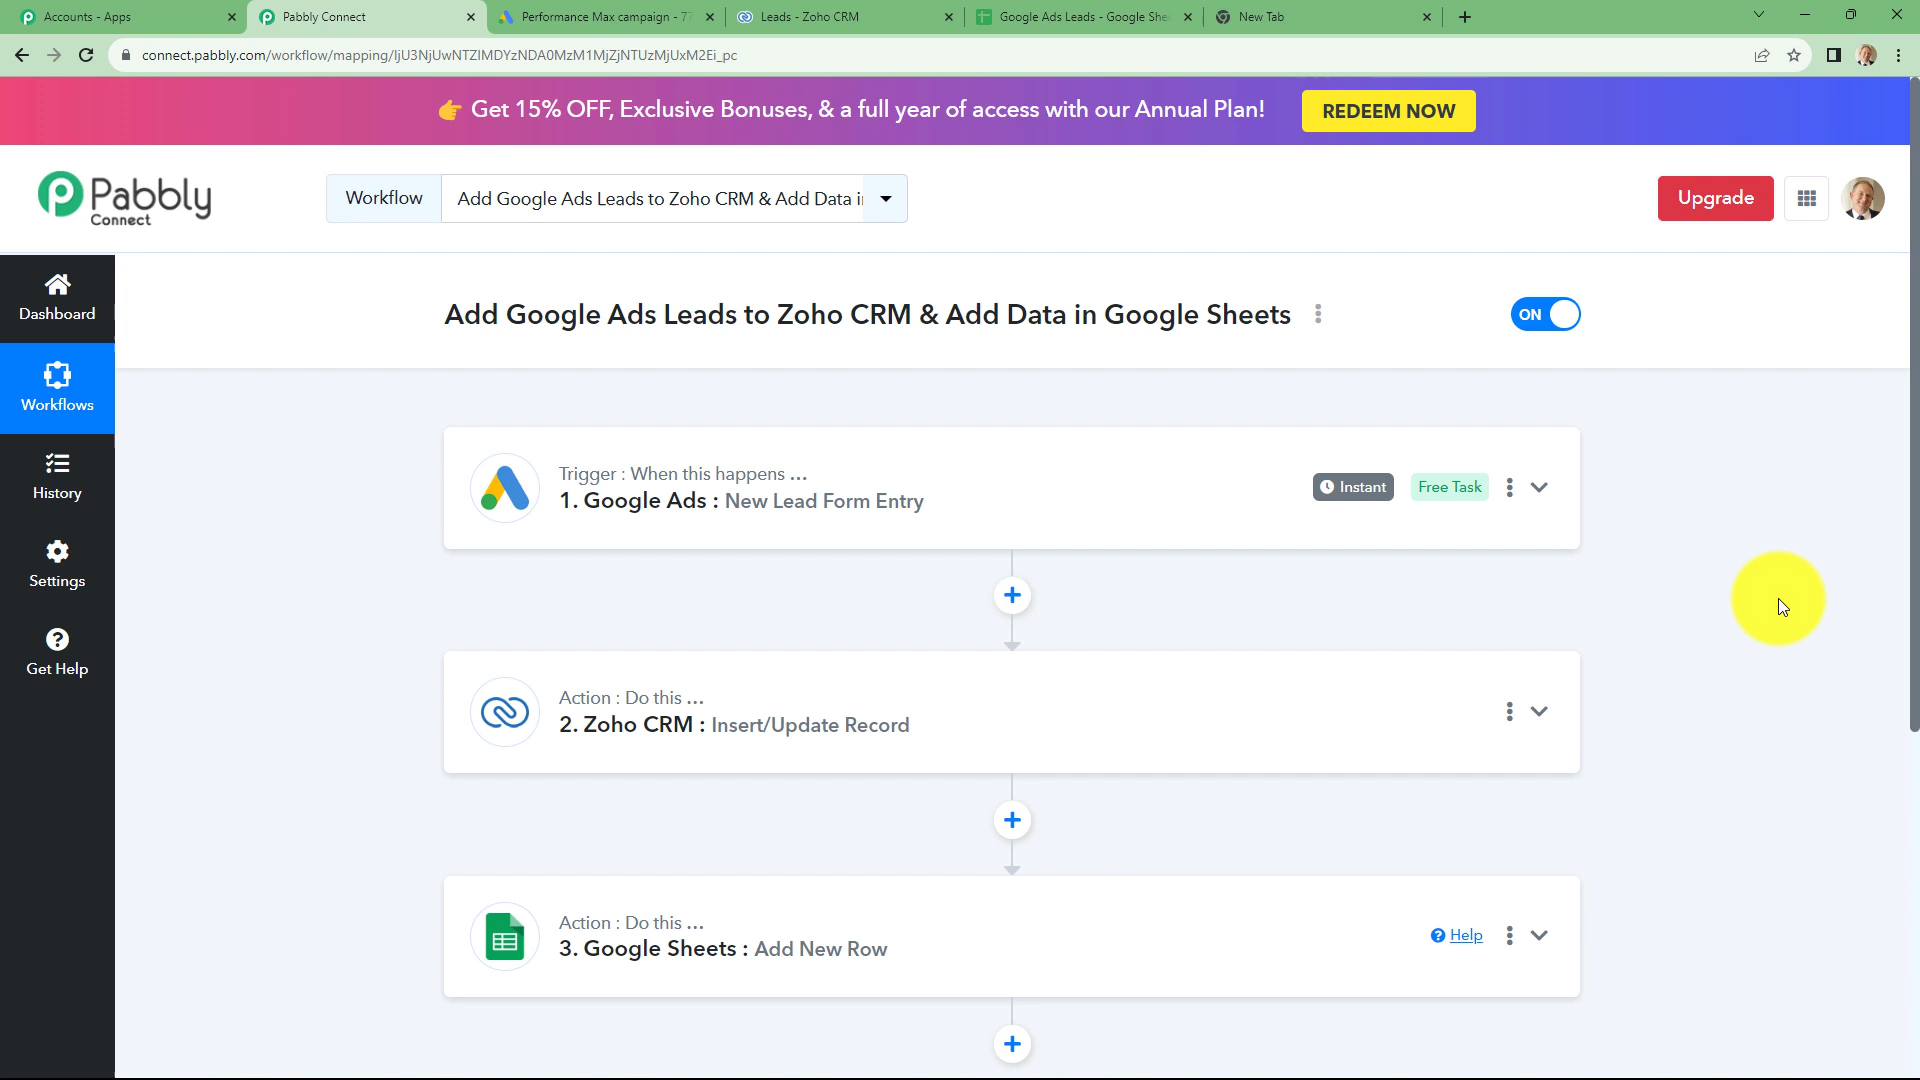 Accounts - Apps
Pabbly Connect
Performance Max campaign - 77
Leads - Zoho CRM
Google Ads Leads - Google She
New Tab
connect.pabbly.com/workflow/mapping/
👉 Get 15% OFF, Exclusive Bonuses, & a full year of access with our Annual Plan!
REDEEM NOW
Pabbly
Connect
Workflow
Add Google Ads Leads to Zoho CRM & Add Data i
Upgrade
Dashboard
Workflows
History
Settings
Get Help
Add Google Ads Leads to Zoho CRM & Add Data in Google Sheets
ON
Trigger : When this happens ...
1. Google Ads : New Lead Form Entry
Instant
Free Task
Action : Do this ...
2. Zoho CRM : Insert/Update Record
Action : Do this ...
3. Google Sheets : Add New Row
Help